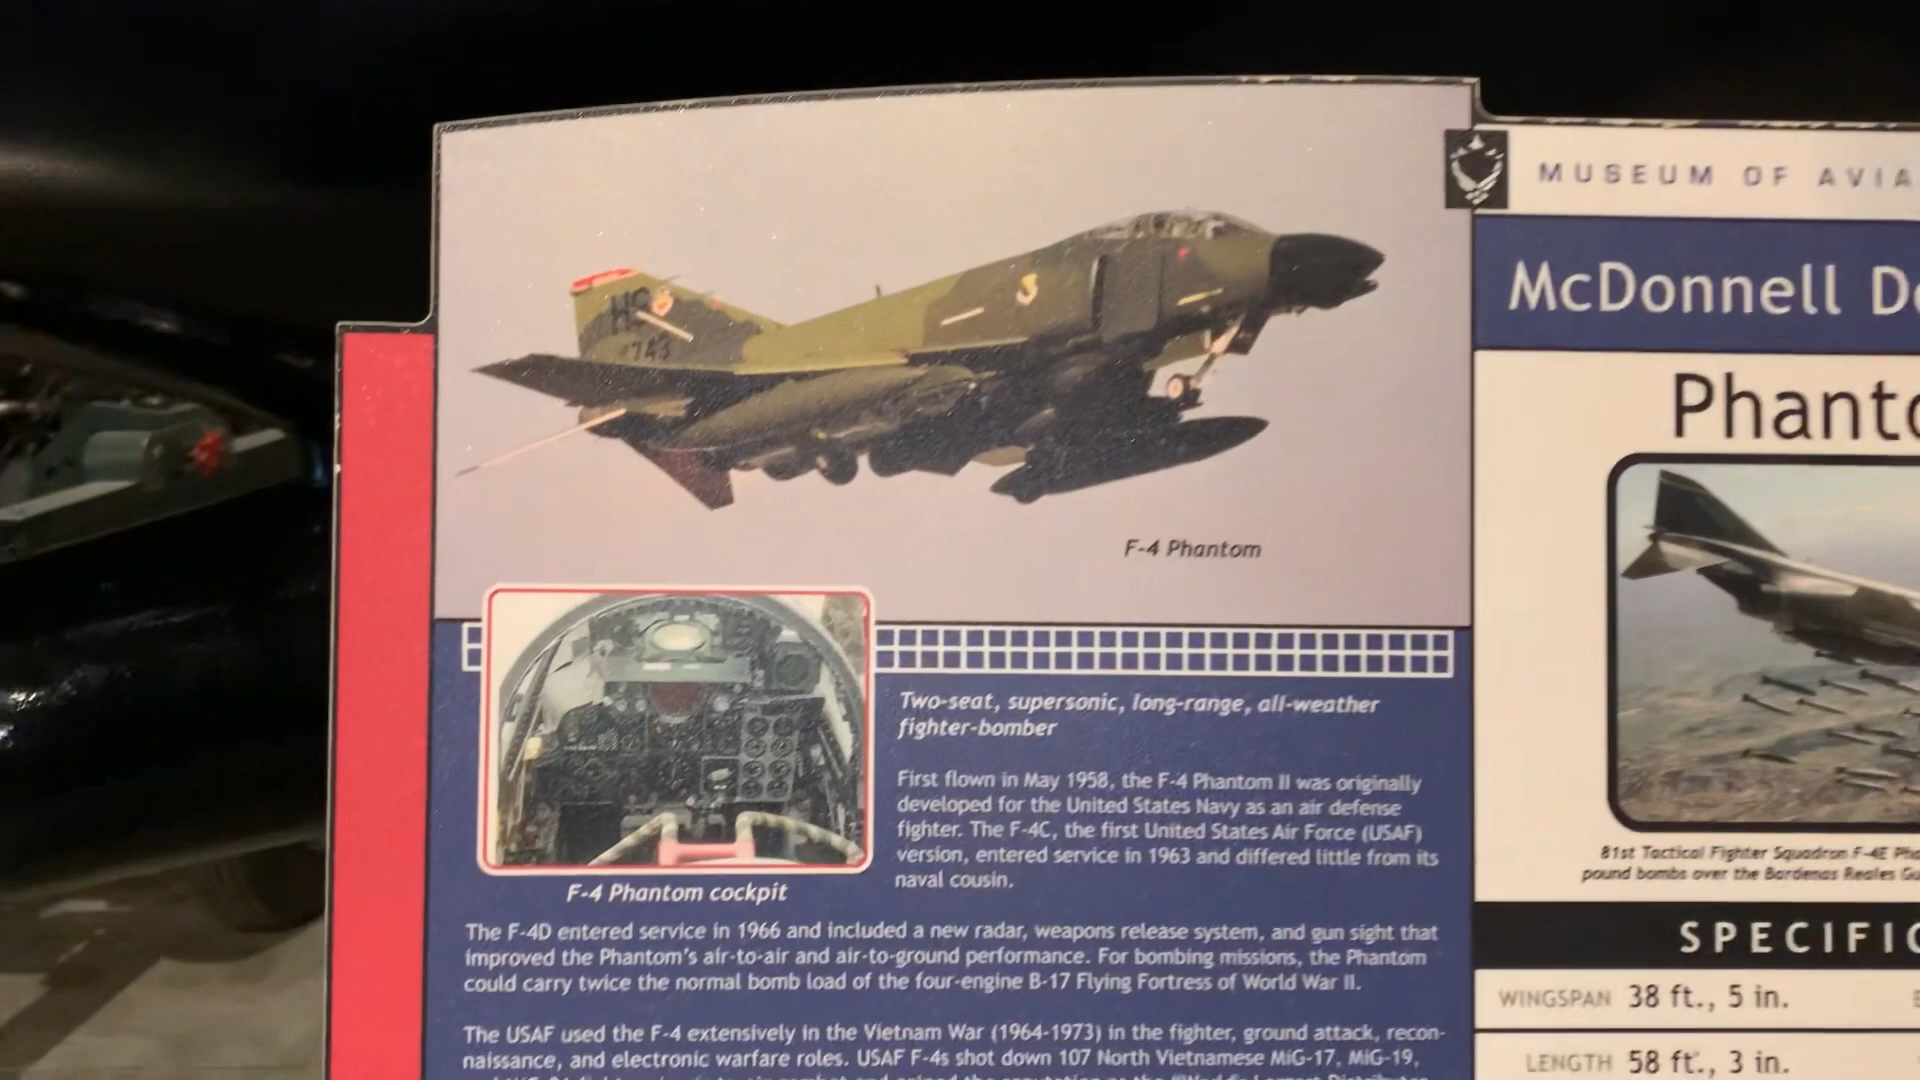 MUSEUM OF AVIA
McDonnell D
Phant
HO
743
F-4 Phantom
F-4 Phantom cockpit
Two-seat, supersonic, long-range, all-weather
fighter-bomber
First flown in May 1958, the F-4 Phantom II was originally
developed for the United States Navy as an air defense
fighter. The F-4C, the first United States Air Force (USAF)
version, entered service in 1963 and differed little from its
naval cousin.
The F-4D entered service in 1966 and included a new radar, weapons release system, and gun sight that
improved the Phantom's air-to-air and air-to-ground performance. For bombing missions, the Phantom
could carry twice the normal bomb load of the four-engine B-17 Flying Fortress of World War II.
The USAF used the F-4 extensively in the Vietnam War (1964-1973) in the fighter, ground attack, recon-
naissance, and electronic warfare roles. USAF F-4s shot down 107 North Vietnamese MiG-17, MiG-19,
81st Tactical Fighter Squadron F-4E Pha
pound bombs over the Bardenas Reales Gu
SPECIFIC
WINGSPAN 38 ft., 5 in.
LENGTH 58 ft., 3 in.